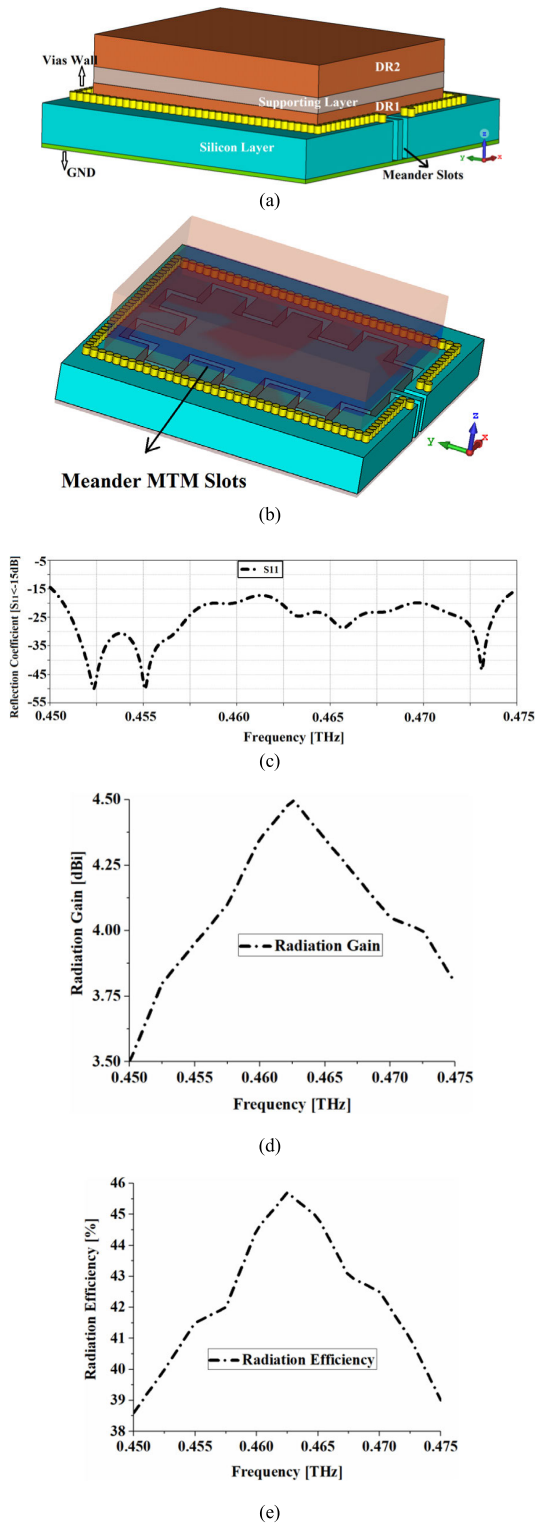 Vias Wall
DR2
Supporting Layer
DR1
Silicon Layer
GND
Meander Slots
z
y
x
(a)
Meander MTM Slots
z
y
x
(b)
Reflection Coefficient [S11<-15dB]
-5
-15
-25
-35
-45
-55
S11
0.450
0.455
0.460
0.465
0.470
0.475
Frequency [THz]
(c)
Radiation Gain [dBi]
4.50
4.25
4.00
3.75
3.50
Radiation Gain
0.450
0.455
0.460
0.465
0.470
0.475
Frequency [THz]
(d)
Radiation Efficiency [%]
46
45
44
43
42
41
40
39
38
Radiation Efficiency
0.450
0.455
0.460
0.465
0.470
0.475
Frequency [THz]
(e)